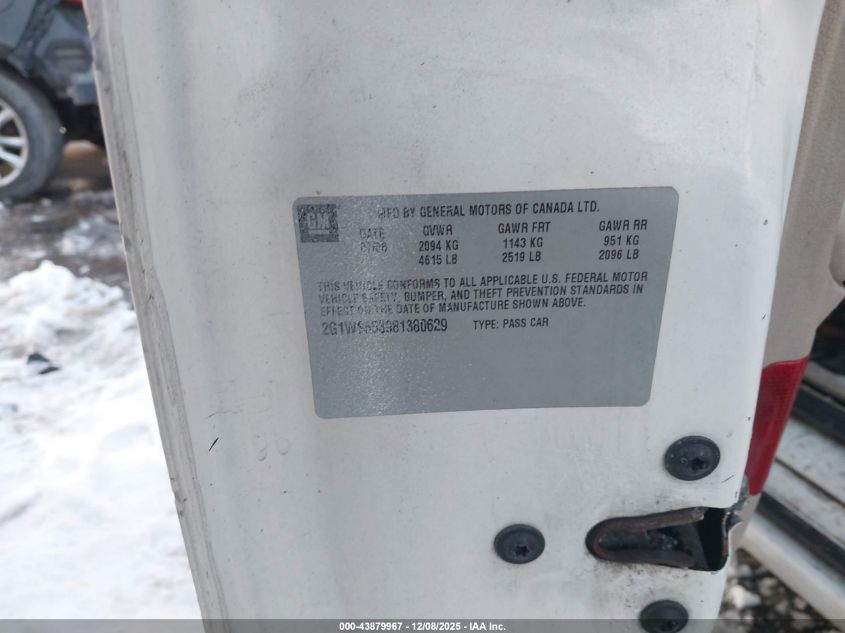 GM
MFD BY GENERAL MOTORS OF CANADA LTD.
DATE GVWR GAWR FRT GAWR RR
2094 KG 1143 KG 951 KG
4615 LB 2519 LB 2096 LB
THIS VEHICLE CONFORMS TO ALL APPLICABLE U.S. FEDERAL MOTOR
VEHICLE SAFETY, BUMPER, AND THEFT PREVENTION STANDARDS IN
EFFECT ON THE DATE OF MANUFACTURE SHOWN ABOVE.
TYPE: PASS CAR
000-43879967 - 12/08/2025 - IAA Inc.